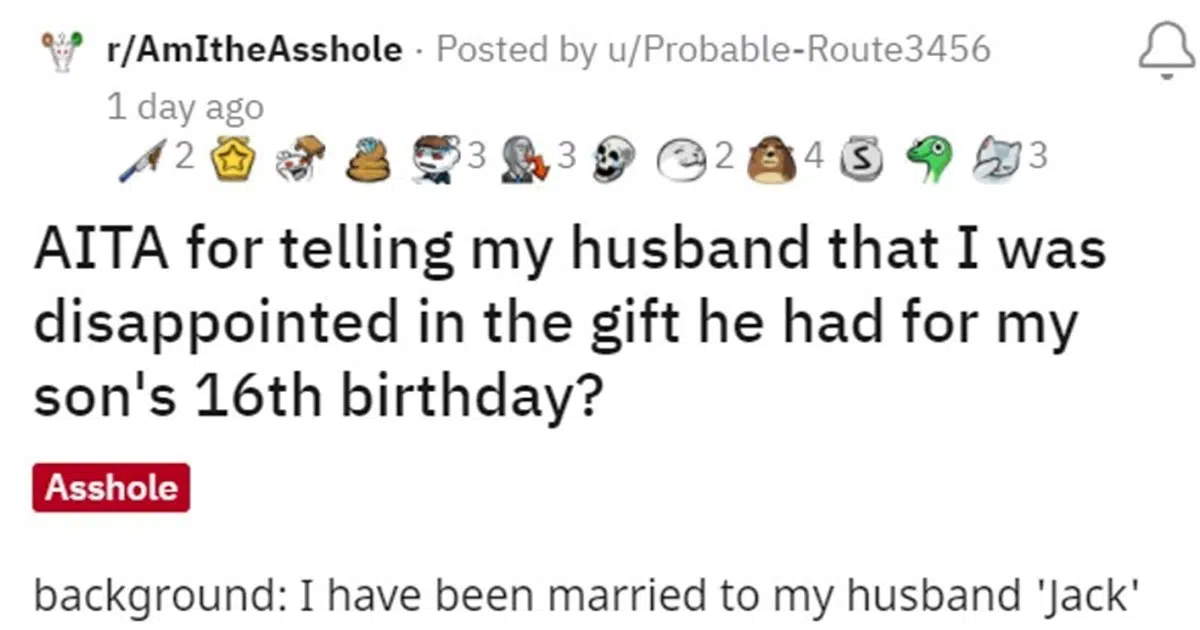 r/AmItheAsshole · Posted by u/Probable-Route3456
1 day ago
2 3 3 2 4 S 3
AITA for telling my husband that I was
disappointed in the gift he had for my
son's 16th birthday?
Asshole
background: I have been married to my husband 'Jack'